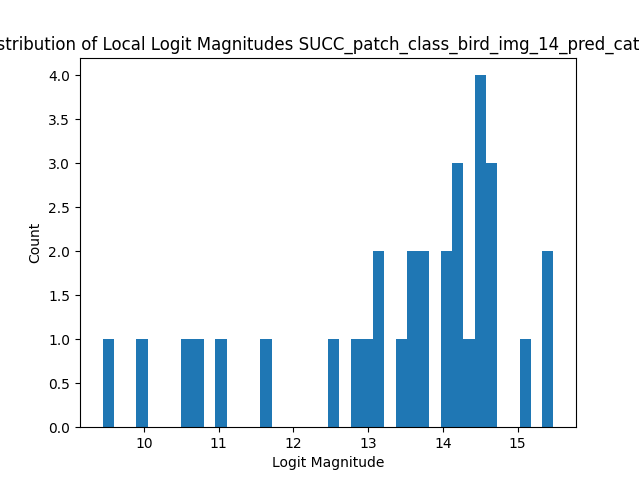 stribution of Local Logit Magnitudes SUCC_patch_class_bird_img_14_pred_cat
4.0
3.5
3.0
2.5
2.0
1.5
1.0
0.5
0.0
Count
10 11 12 13 14 15
Logit Magnitude